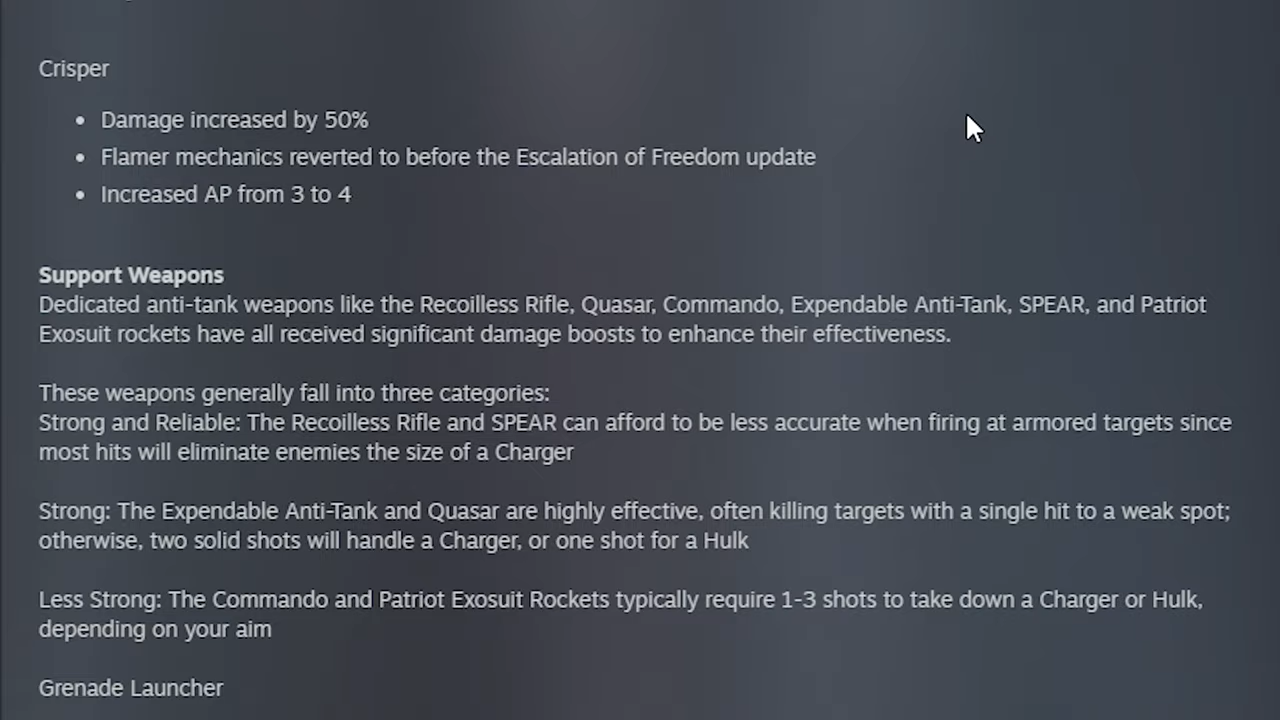 Crisper
• Damage increased by 50%
• Flamer mechanics reverted to before the Escalation of Freedom update
• Increased AP from 3 to 4
Support Weapons
Dedicated anti-tank weapons like the Recoilless Rifle, Quasar, Commando, Expendable Anti-Tank, SPEAR, and Patriot
Exosuit rockets have all received significant damage boosts to enhance their effectiveness.
These weapons generally fall into three categories:
Strong and Reliable: The Recoilless Rifle and SPEAR can afford to be less accurate when firing at armored targets since
most hits will eliminate enemies the size of a Charger
Strong: The Expendable Anti-Tank and Quasar are highly effective, often killing targets with a single hit to a weak spot;
otherwise, two solid shots will handle a Charger, or one shot for a Hulk
Less Strong: The Commando and Patriot Exosuit Rockets typically require 1-3 shots to take down a Charger or Hulk,
depending on your aim
Grenade Launcher